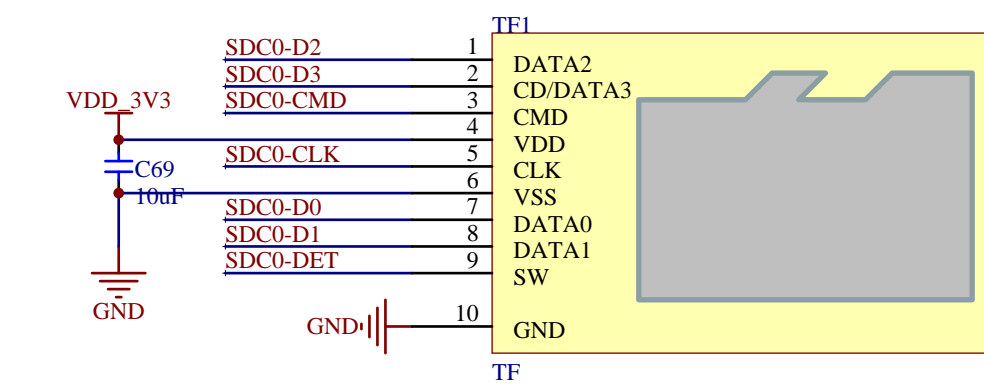 TF1
SDC0-D2 1 DATA2
SDC0-D3 2 CD/DATA3
VDD_3V3 SDC0-CMD 3 CMD
4 VDD
C69 SDC0-CLK 5 CLK
10uF 6 VSS
SDC0-D0 7 DATA0
SDC0-D1 8 DATA1
SDC0-DET 9 SW
GND GND 10 GND
TF